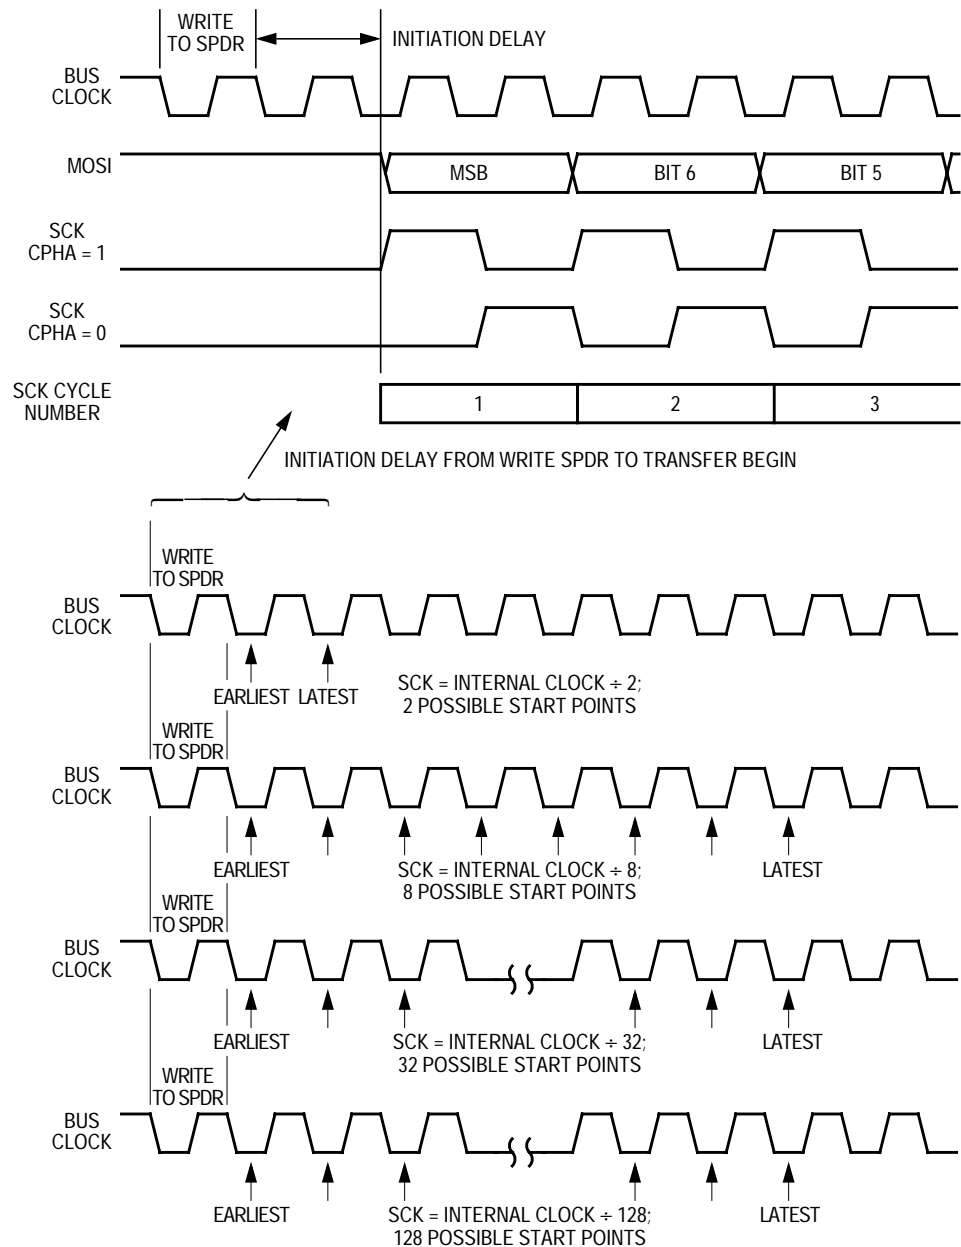 WRITE
TO SPDR
INITIATION DELAY
BUS
CLOCK
MOSI
MSB
BIT 6
BIT 5
SCK
CPHA = 1
SCK
CPHA = 0
SCK CYCLE
NUMBER
1
2
3
INITIATION DELAY FROM WRITE SPDR TO TRANSFER BEGIN
WRITE
TO SPDR
BUS
CLOCK
EARLIEST
LATEST
SCK = INTERNAL CLOCK ÷ 2;
2 POSSIBLE START POINTS
WRITE
TO SPDR
BUS
CLOCK
EARLIEST
SCK = INTERNAL CLOCK ÷ 8;
8 POSSIBLE START POINTS
LATEST
WRITE
TO SPDR
BUS
CLOCK
EARLIEST
SCK = INTERNAL CLOCK ÷ 32;
32 POSSIBLE START POINTS
LATEST
WRITE
TO SPDR
BUS
CLOCK
EARLIEST
SCK = INTERNAL CLOCK ÷ 128;
128 POSSIBLE START POINTS
LATEST